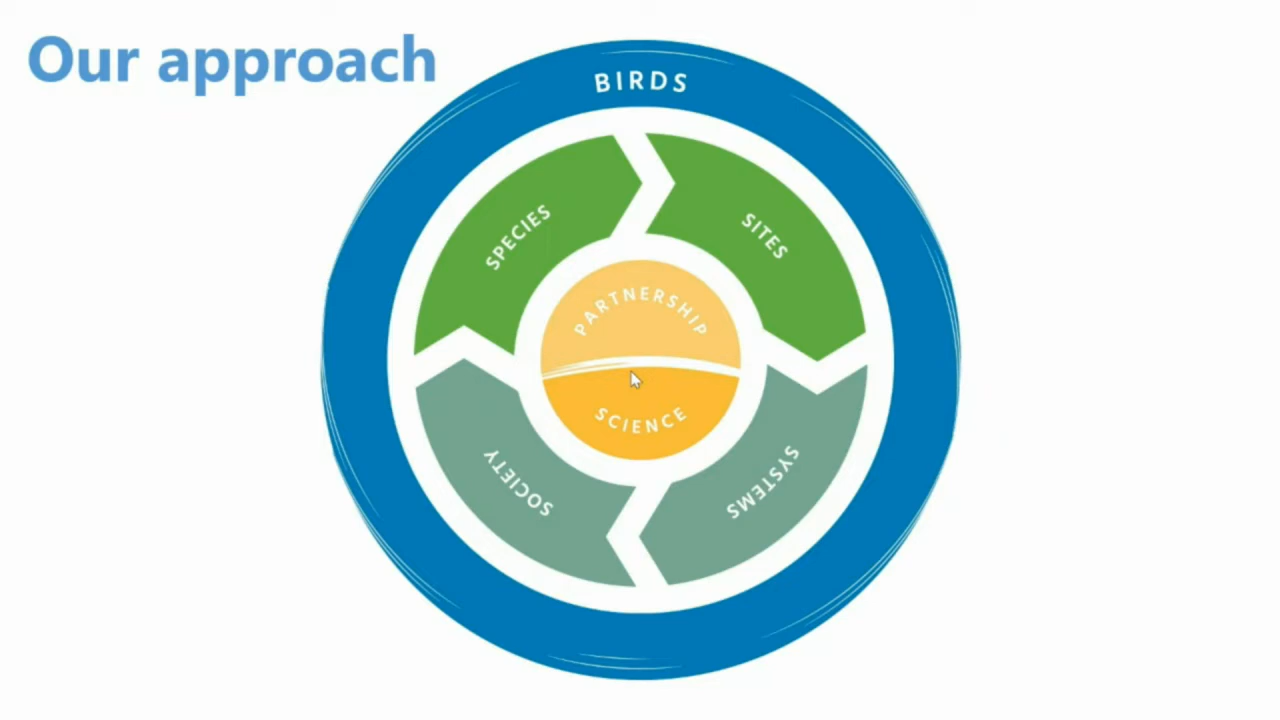 Our approach
BIRDS
SPECIES
SITES
PARTNERSHIP
SCIENCE
SOCIETY
SYSTEMS